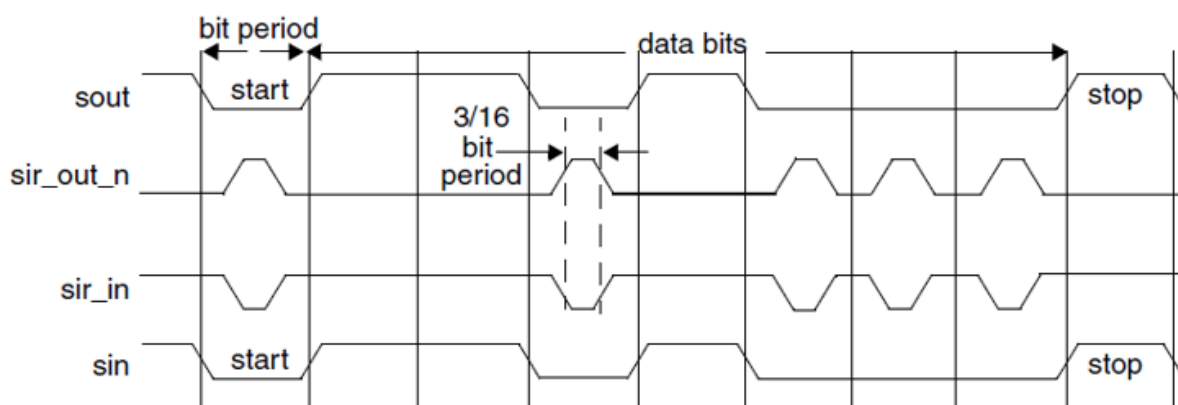 bit period
data bits
sout
start
stop
3/16
bit
period
sir_out_n
sir_in
sin
start
stop